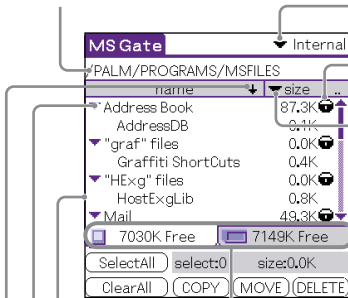 MS Gate ▼ Internal
/PALM/PROGRAMS/MSFILES
name ↓ ▼size ..
Address Book 87.3K
AddressDB 0.1K
▼ "graf" files 0.0K
Graffiti ShortCuts 0.4K
▼ "HExg" files 0.0K
HostExgLib 0.8K
▼ Mail 49.3K
7030K Free 7149K Free
SelectAll select:0 size:0.0K
ClearAll COPY MOVE DELETE